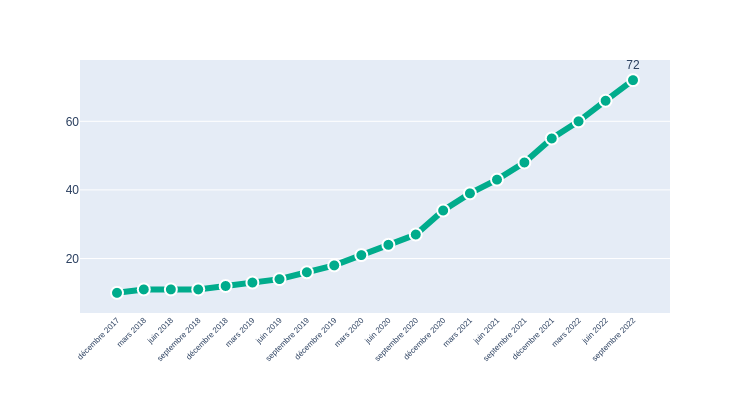 72
60
40
20
décembre 2017
mars 2018
juin 2018
septembre 2018
décembre 2018
mars 2019
juin 2019
septembre 2019
décembre 2019
mars 2020
juin 2020
septembre 2020
décembre 2020
mars 2021
juin 2021
septembre 2021
décembre 2021
mars 2022
juin 2022
septembre 2022